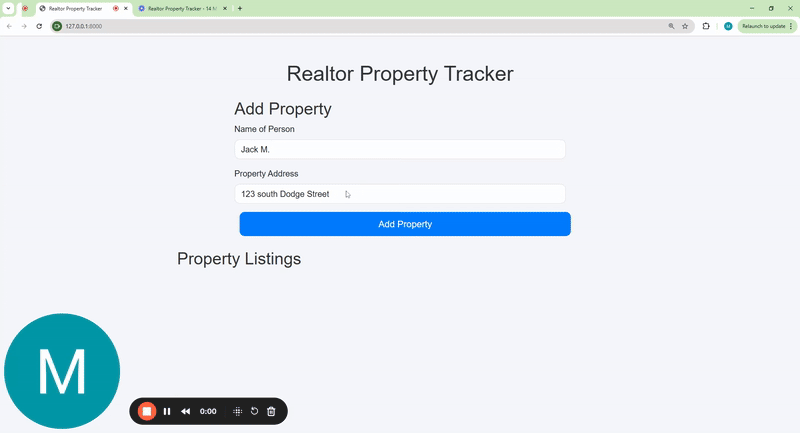 Realtor Property Tracker
Realtor Property Tracker - 14 M
127.0.0.1:8000
M
Relaunch to update
Realtor Property Tracker
Add Property
Name of Person
Jack M.
Property Address
123 south Dodge Street
Add Property
Property Listings
M
0:00